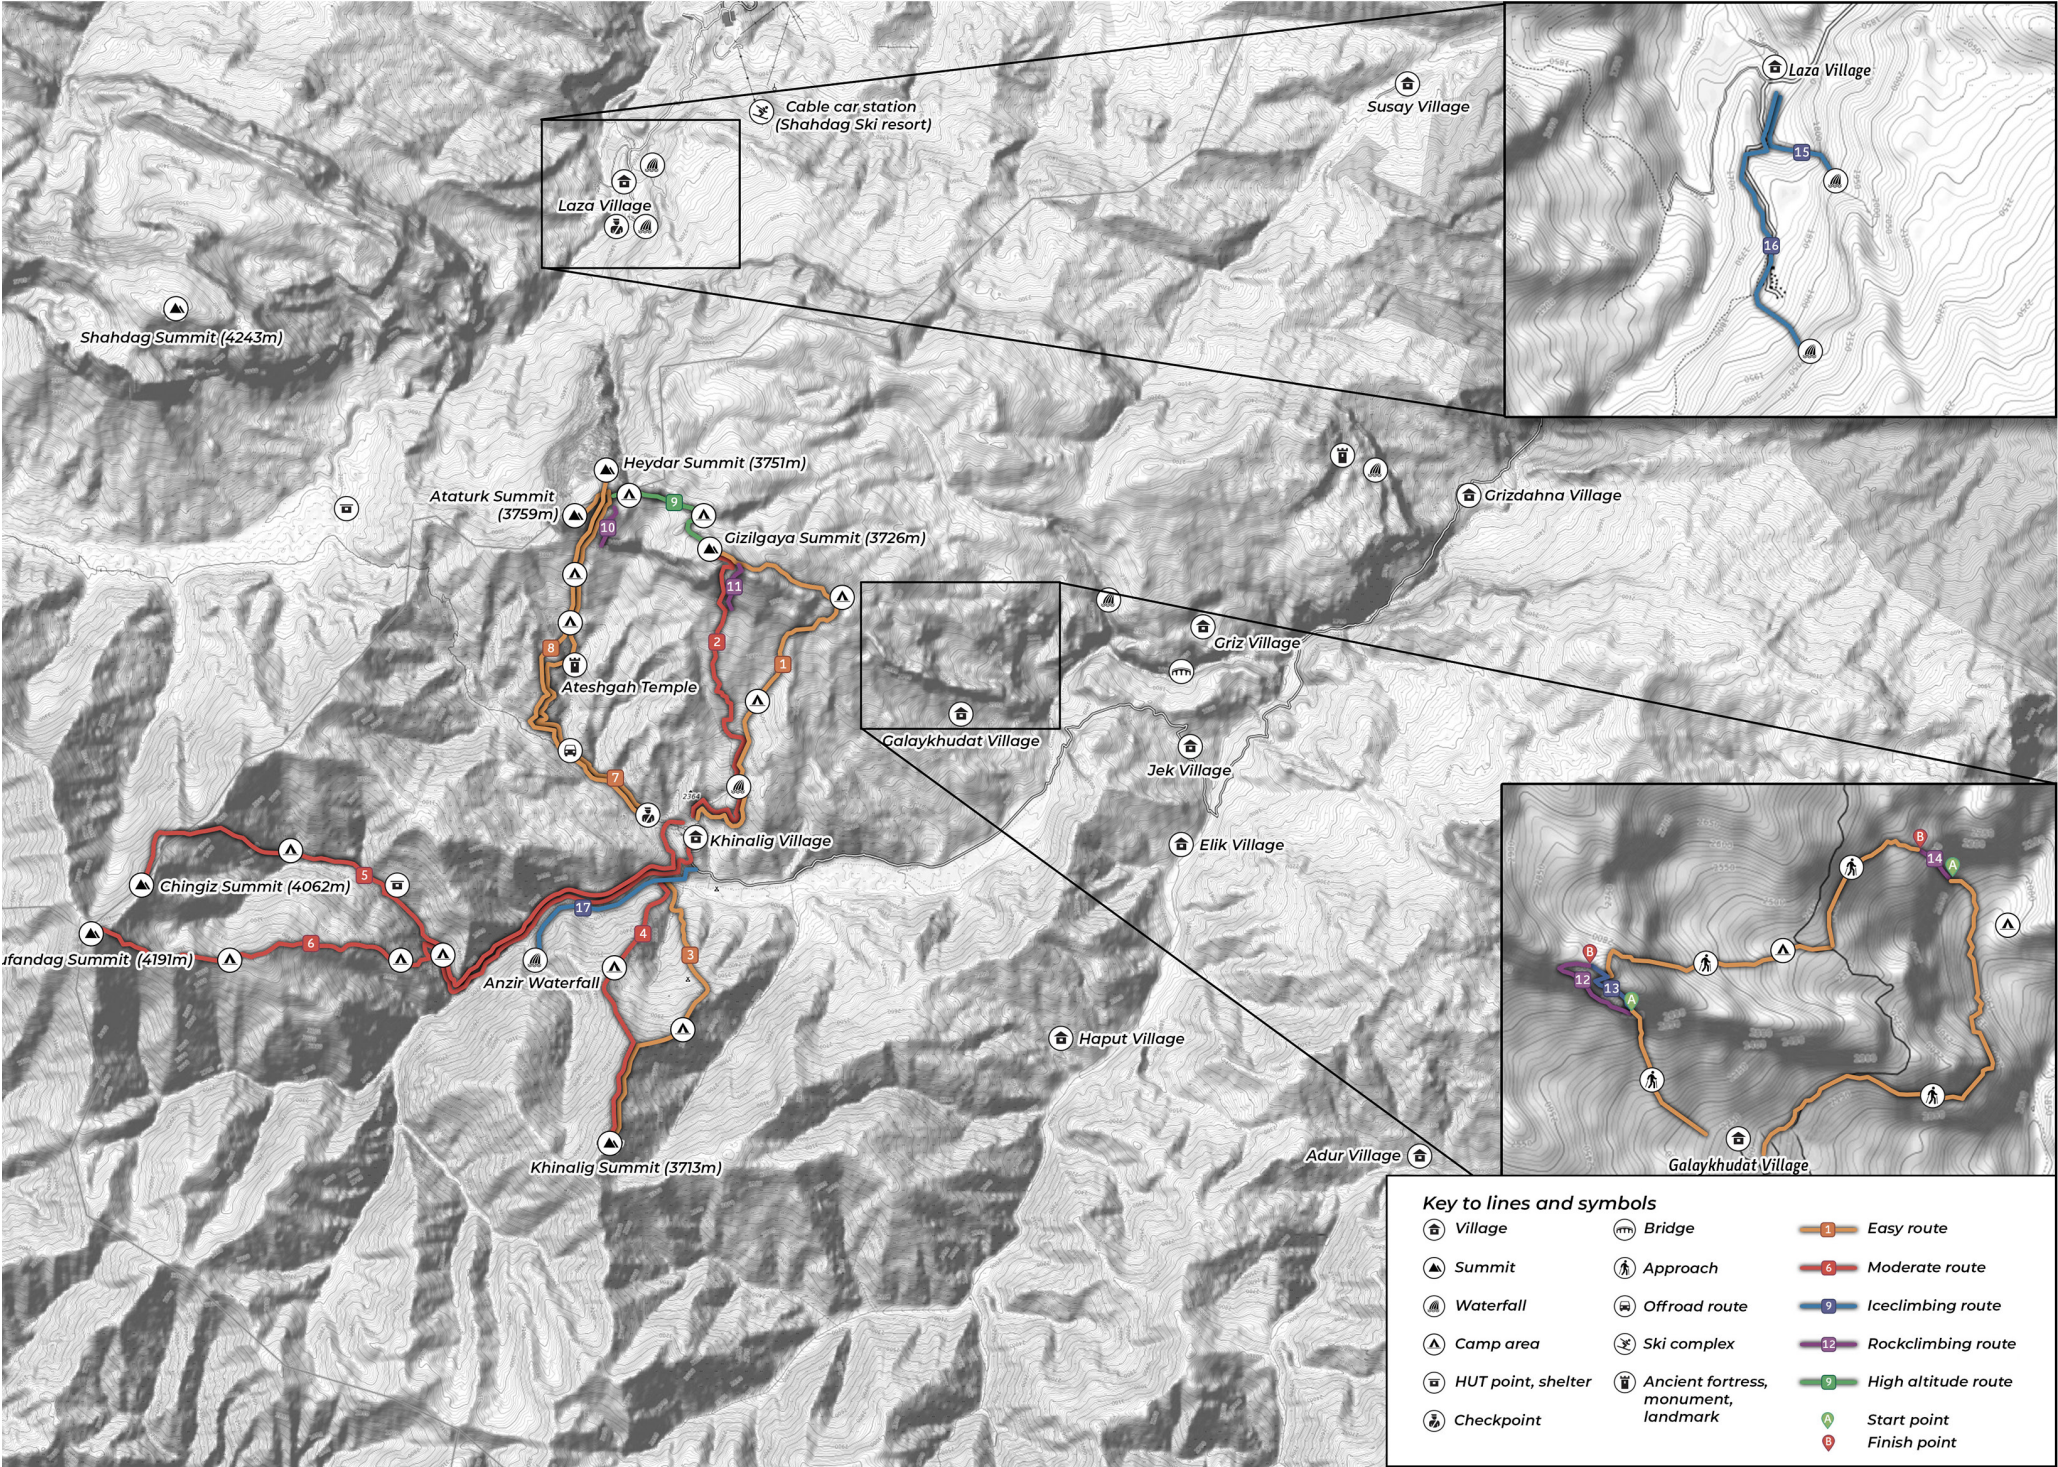 Laza Village
15
16
Cable car station
(Shahdag Ski resort)
Susay Village
Laza Village
Shahdag Summit (4243m)
Heydar Summit (3751m)
Ataturk Summit
(3759m)
9
10
Gizilgaya Summit (3726m)
11
Grizdahna Village
2
1
8
Ateshgah Temple
Griz Village
Galaykhudat Village
Jek Village
7
2364
Khinalig Village
Elik Village
5
Chingiz Summit (4062m)
17
4
6
3
ufandag Summit (4191m)
Anzir Waterfall
Haput Village
Khinalig Summit (3713m)
Adur Village
B
14
A
B
12
13
A
Galaykhudat Village
Key to lines and symbols
Village
Summit
Waterfall
Camp area
HUT point, shelter
Checkpoint
Bridge
Approach
Offroad route
Ski complex
Ancient fortress,
monument,
landmark
1 Easy route
6 Moderate route
9 Iceclimbing route
12 Rockclimbing route
9 High altitude route
A Start point
B Finish point